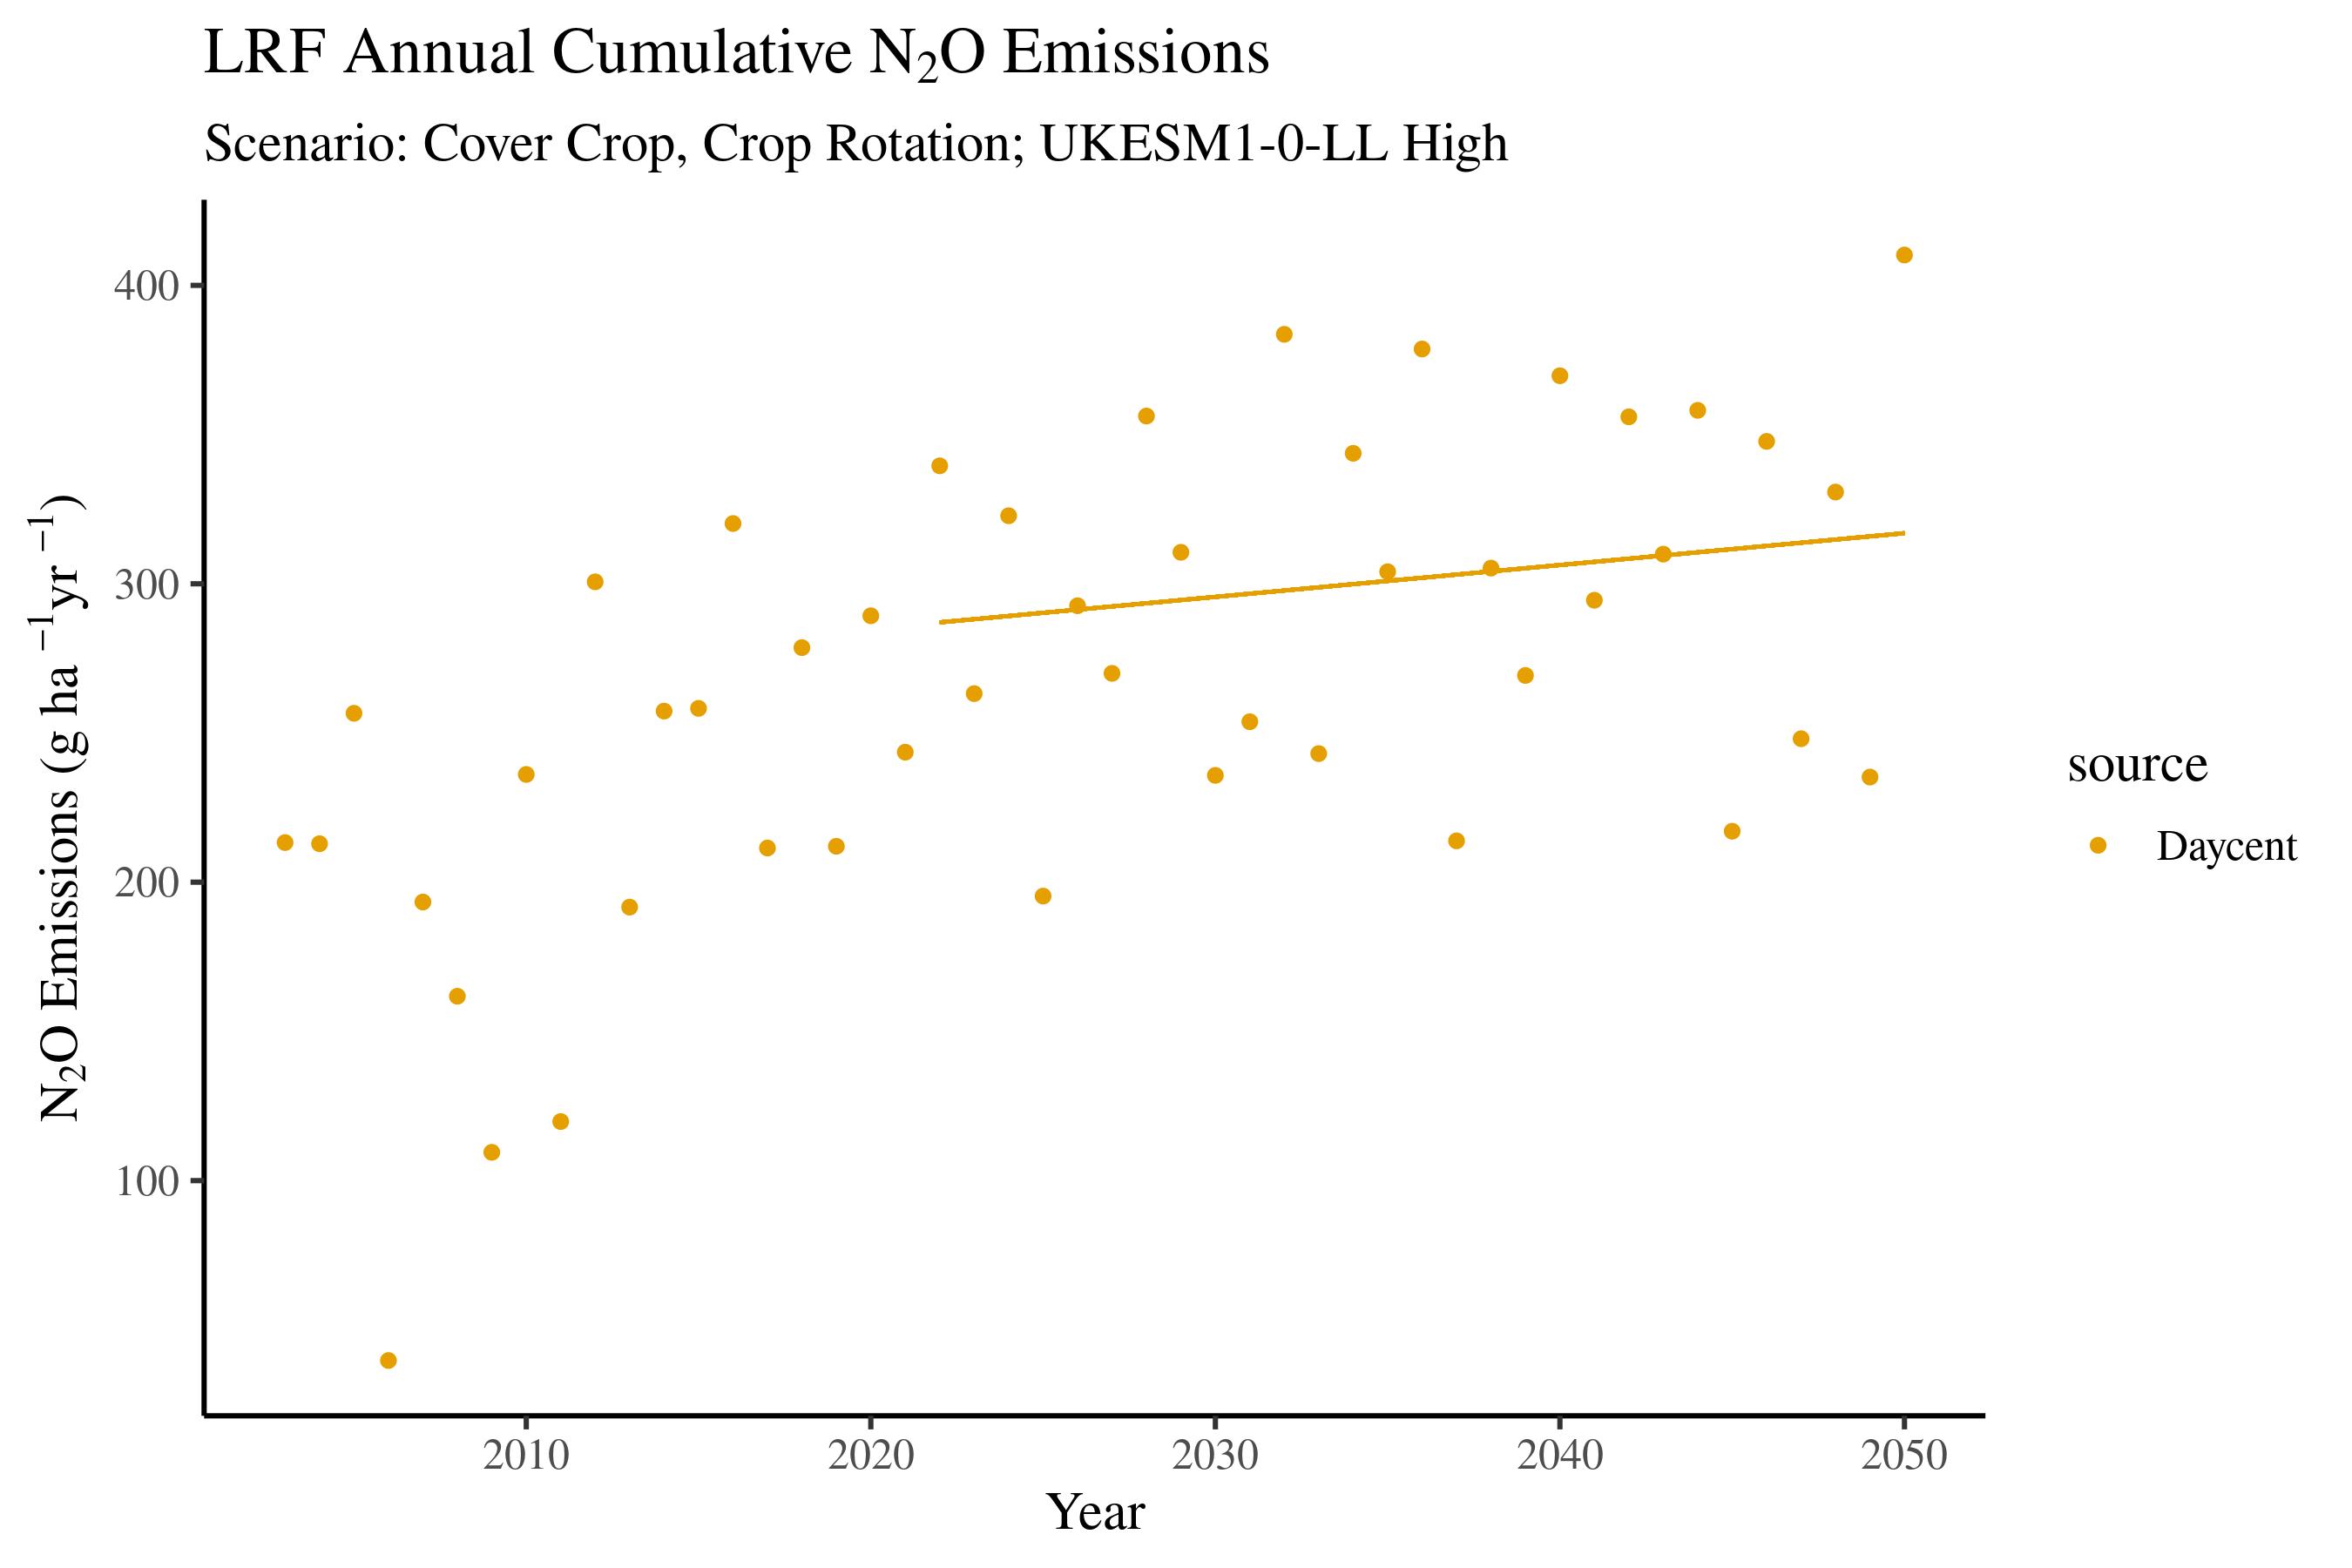 LRF Annual Cumulative N₂O Emissions
Scenario: Cover Crop, Crop Rotation; UKESM1-0-LL High
N₂O Emissions (g ha⁻¹yr⁻¹)
400
300
200
100
2010 2020 2030 2040 2050
Year
source
Daycent